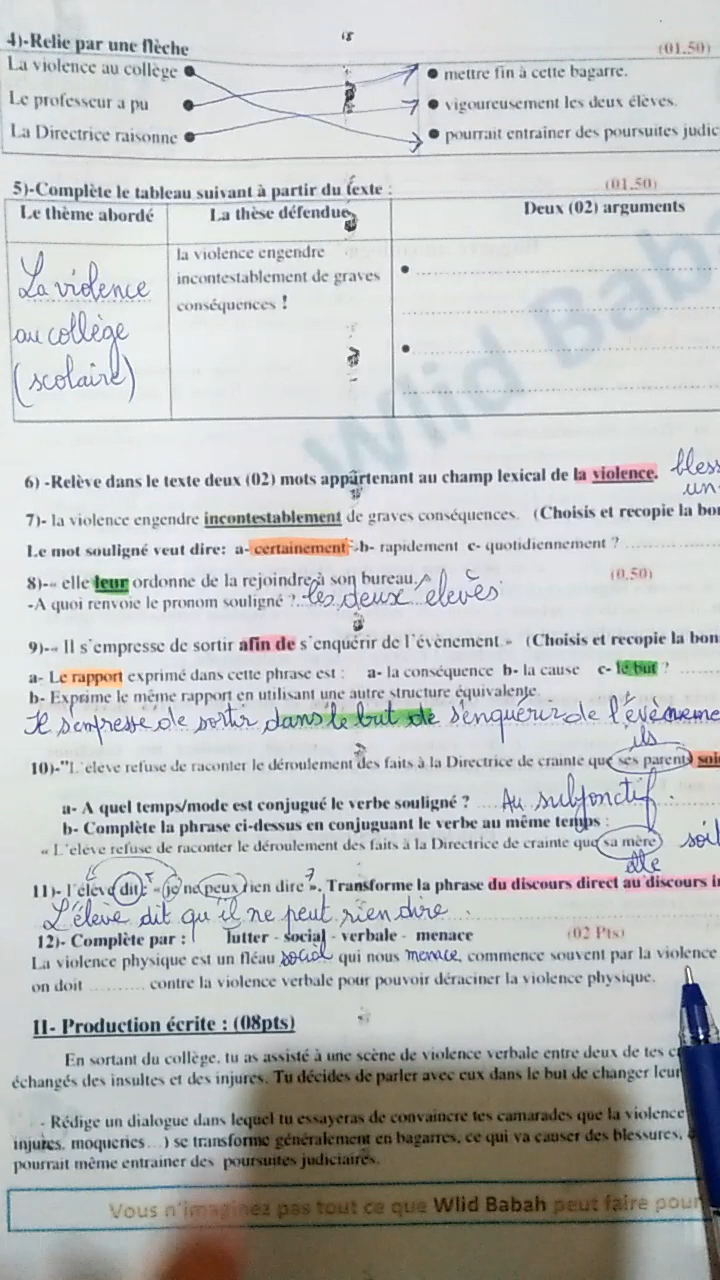 4)-Relie par une flèche (01.50)
La violence au collège ● ● mettre fin à cette bagarre.
Le professeur a pu ● ● vigoureusement les deux élèves.
La Directrice raisonne ● ● pourrait entraîner des poursuites judic
5)-Complète le tableau suivant à partir du texte : (01.50)
Le thème abordé La thèse défendue Deux (02) arguments
La violence au collège (scolaire)
la violence engendre
incontestablement de graves
conséquences !
Wlid Bab
6) -Relève dans le texte deux (02) mots appartenant au champ lexical de la violence. bless
un
7)- la violence engendre incontestablement de graves conséquences. (Choisis et recopie la bo
Le mot souligné veut dire: a- certainement -b- rapidement c- quotidiennement ? ..............
8)-« elle leur ordonne de la rejoindre à son bureau. » (0.50)
-A quoi renvoie le pronom souligné ? les deux élevès
9)-« Il s'empresse de sortir afin de s'enquérir de l'évènement » (Choisis et recopie la bon
a- Le rapport exprimé dans cette phrase est : a- la conséquence b- la cause c- le but ? ........
b- Exprime le même rapport en utilisant une autre structure équivalente.
Il s'empresse de sortir dans le but de s'enquérir de l'évèneme
ils
10)-"L'élève refuse de raconter le déroulement des faits à la Directrice de crainte que ses parents soi
a- A quel temps/mode est conjugué le verbe souligné ? .... Au subjonctif.
b- Complète la phrase ci-dessus en conjuguant le verbe au même temps :
« L'élève refuse de raconter le déroulement des faits à la Directrice de crainte que sa mère soit
elle
11)- l'élève dit : « je ne peux rien dire ». Transforme la phrase du discours direct au discours i
L'élève dit qu'il ne peut rien dire .
12)- Complète par : lutter - social - verbale - menace (02 Pts)
La violence physique est un fléau social qui nous menace, commence souvent par la violence
on doit .......... contre la violence verbale pour pouvoir déraciner la violence physique.
II- Production écrite : (08pts)
En sortant du collège, tu as assisté à une scène de violence verbale entre deux de tes c
échangés des insultes et des injures. Tu décides de parler avec eux dans le but de changer leur
- Rédige un dialogue dans lequel tu essayeras de convaincre tes camarades que la violence
injures, moqueries…) se transforme généralement en bagarres, ce qui va causer des blessures,
pourrait même entrainer des poursuites judiciaires.
Vous n'imaginez pas tout ce que Wlid Babah peut faire pour